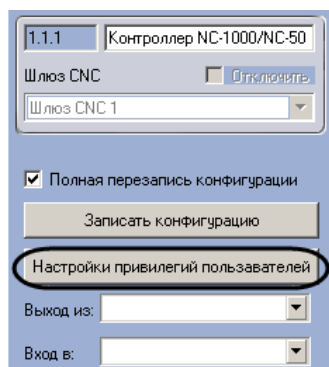 1.1.1 Контроллер NC-1000/NC-50
Шлюз CNC Отключить
Шлюз CNC 1
Полная перезапись конфигурации
Записать конфигурацию
Настройки привилегий пользавателей
Выход из:
Вход в: